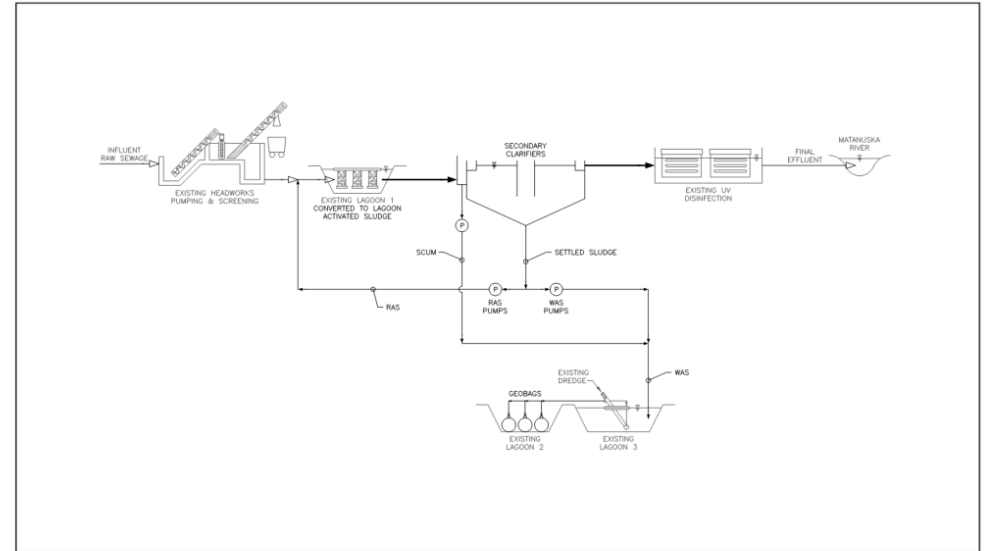 INFLUENT
RAW SEWAGE
EXISTING HEADWORKS
PUMPING & SCREENING
EXISTING LAGOON 1
CONVERTED TO LAGOON
ACTIVATED SLUDGE
SECONDARY
CLARIFIERS
EXISTING UV
DISINFECTION
FINAL
EFFLUENT
MATANUSKA
RIVER
P
SCUM
SETTLED SLUDGE
RAS
P
RAS
PUMPS
P
WAS
PUMPS
WAS
EXISTING
DREDGE
GEOBAGS
EXISTING
LAGOON 2
EXISTING
LAGOON 3